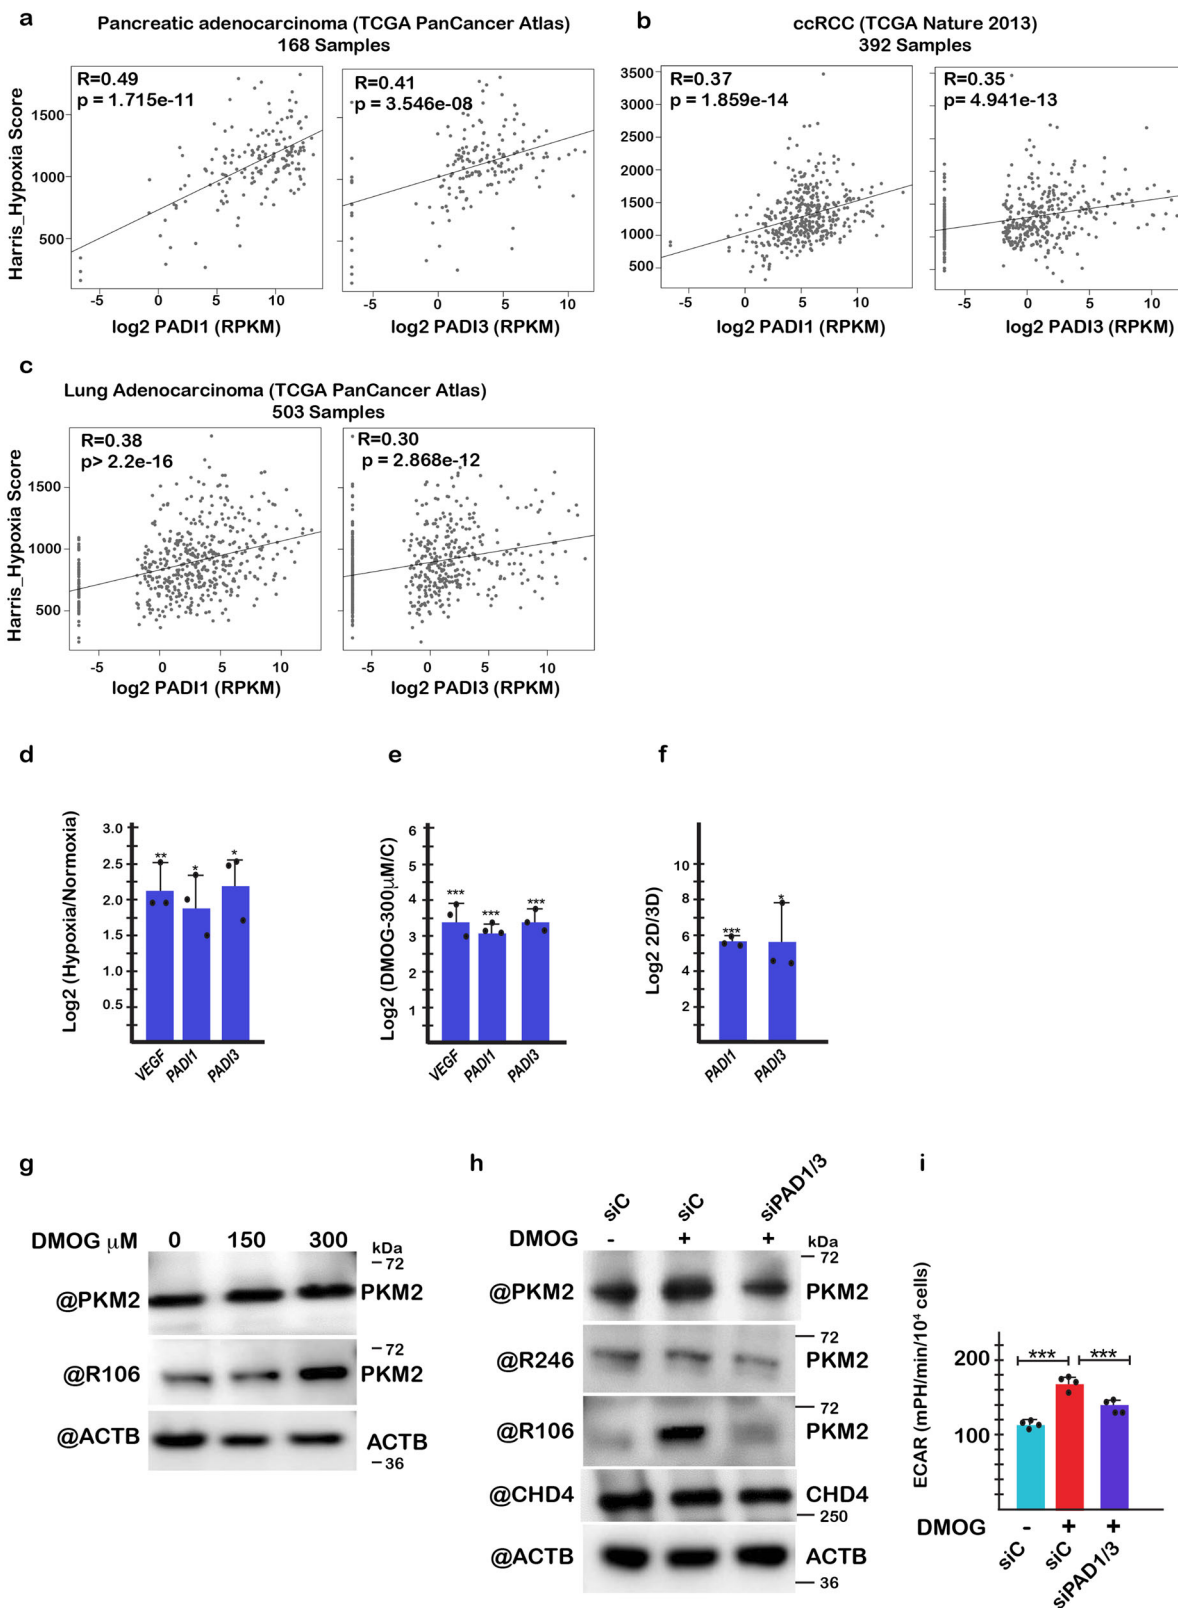 a
Pancreatic adenocarcinoma (TCGA PanCancer Atlas)
168 Samples
Harris_Hypoxia Score
1500
1000
500
R=0.49
p = 1.715e-11
-5 0 5 10
log2 PADI1 (RPKM)
R=0.41
p = 3.546e-08
-5 0 5 10
log2 PADI3 (RPKM)
b
ccRCC (TCGA Nature 2013)
392 Samples
3500
3000
2500
2000
1500
1000
500
R=0.37
p = 1.859e-14
-5 0 5 10
log2 PADI1 (RPKM)
R=0.35
p= 4.941e-13
-5 0 5 10
log2 PADI3 (RPKM)
c
Lung Adenocarcinoma (TCGA PanCancer Atlas)
503 Samples
Harris_Hypoxia Score
1500
1000
500
R=0.38
p> 2.2e-16
-5 0 5 10
log2 PADI1 (RPKM)
R=0.30
p = 2.868e-12
-5 0 5 10
log2 PADI3 (RPKM)
d
Log2 (Hypoxia/Normoxia)
3.0
2.5
2.0
1.5
1.0
0.5
** * *
VEGF PADI1 PADI3
e
Log2 (DMOG-300µM/C)
6
5
4
3
2
1
*** *** ***
VEGF PADI1 PADI3
f
Log2 2D/3D
10
8
6
4
2
*** *
PADI1 PADI3
g
DMOG µM 0 150 300 kDa
72
@PKM2 PKM2
72
@R106 PKM2
@ACTB ACTB
36
h
siC siC siPAD1/3
DMOG - + + kDa
72
@PKM2 PKM2
72
@R246 PKM2
72
@R106 PKM2
@CHD4 CHD4
250
@ACTB ACTB
36
i
ECAR (mPH/min/10⁴ cells)
200
100
*** ***
DMOG - + +
siC siC siPAD1/3